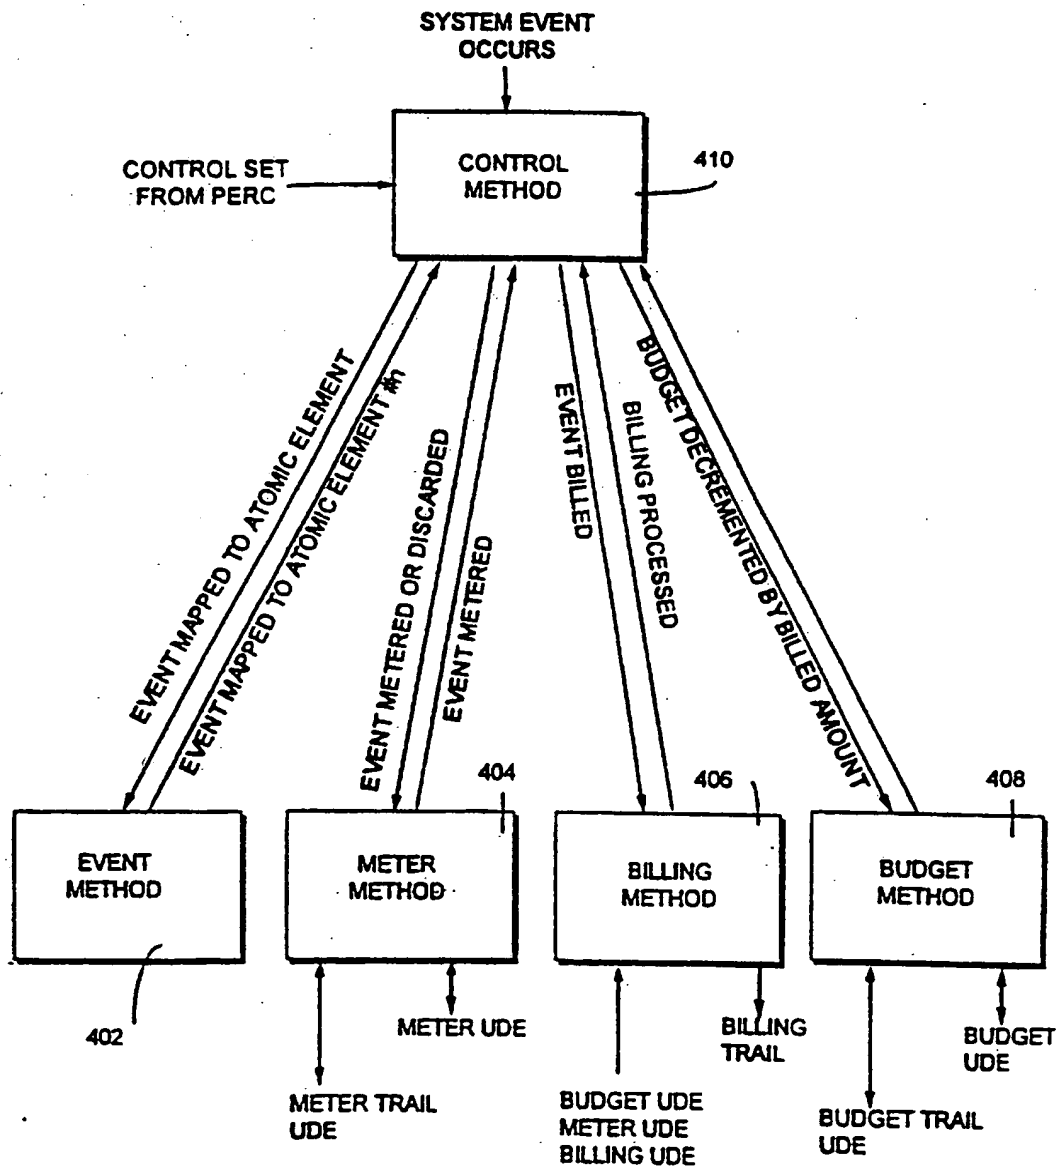 SYSTEM EVENT
OCCURS
CONTROL
METHOD
410
CONTROL SET
FROM PERC
EVENT MAPPED TO ATOMIC ELEMENT
EVENT MAPPED TO ATOMIC ELEMENT #n
EVENT METERED OR DISCARDED
EVENT METERED
EVENT BILLED
BILLING PROCESSED
BUDGET DECREMENTED BY BILLED AMOUNT
404
406
408
EVENT
METHOD
METER
METHOD
BILLING
METHOD
BUDGET
METHOD
402
METER UDE
BILLING
TRAIL
BUDGET
UDE
METER TRAIL
UDE
BUDGET UDE
METER UDE
BILLING UDE
BUDGET TRAIL
UDE